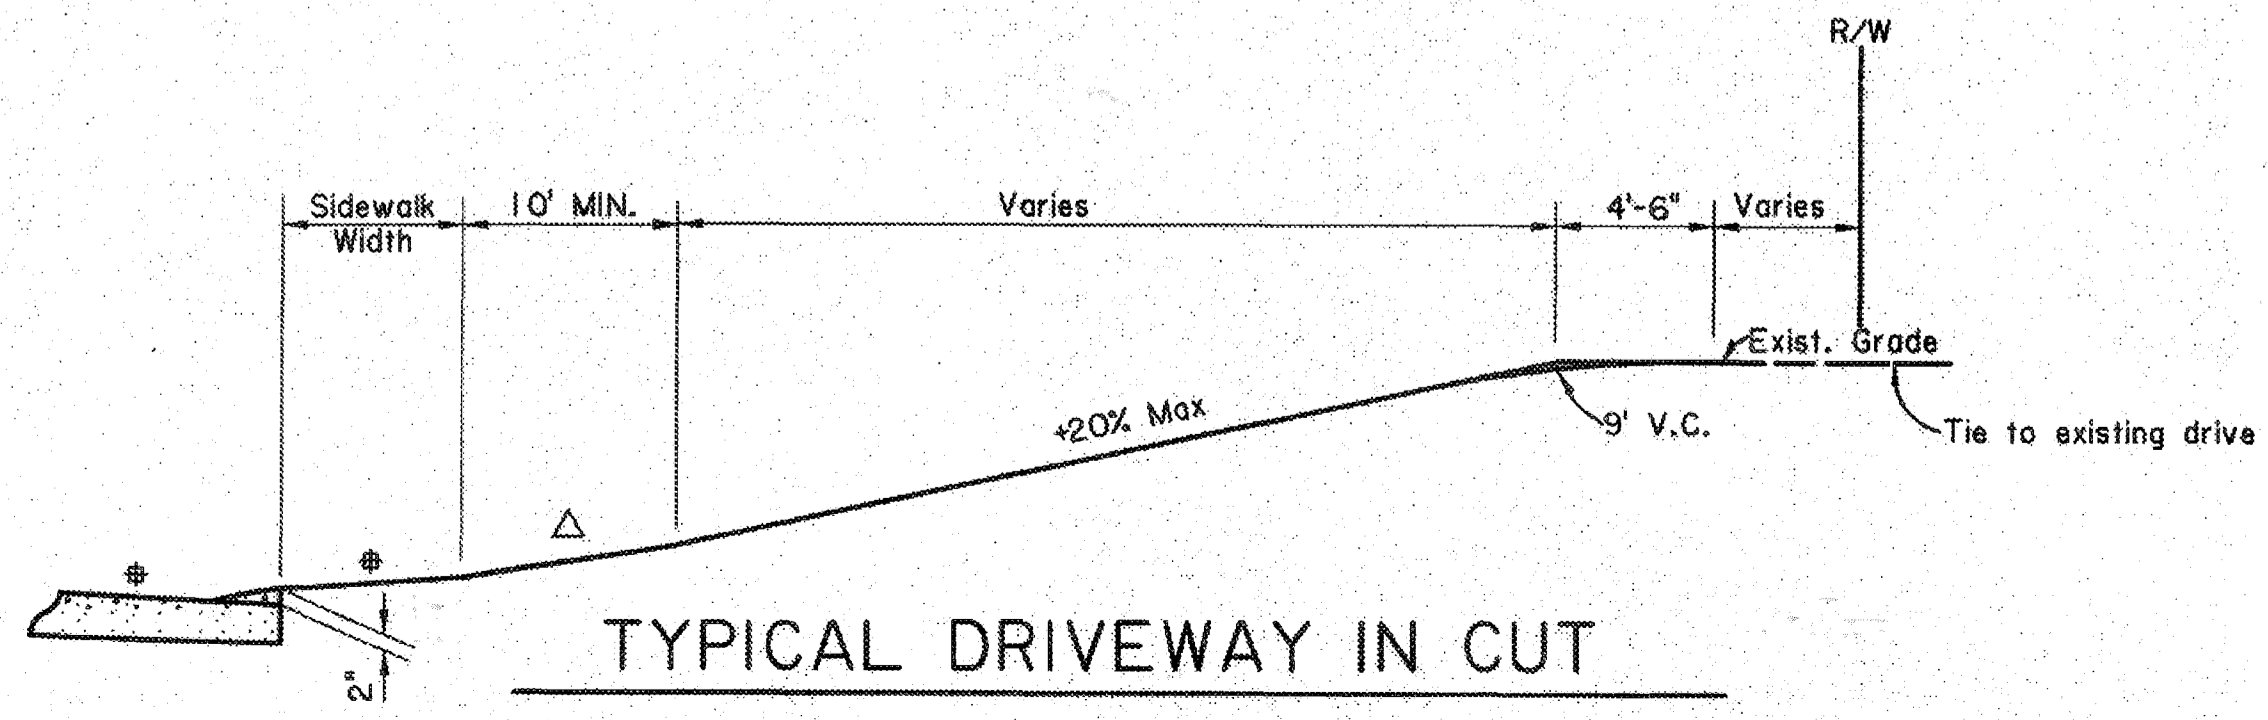 R/W
Sidewalk
Width
10' MIN.
Varies
4'-6"
Varies
Exist. Grade
+20% Max
9' V.C.
Tie to existing drive
2"
TYPICAL DRIVEWAY IN CUT